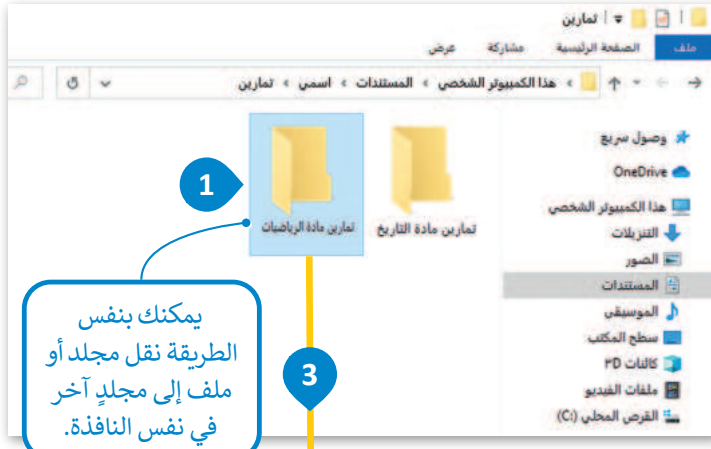 تمارين
ملف الصفحة الرئيسية مشاركة عرض
هذا الكمبيوتر الشخصي › المستندات › اسمي › تمارين
وصول سريع
OneDrive
هذا الكمبيوتر الشخصي
التنزيلات
الصور
المستندات
الموسيقى
سطح المكتب
كائنات ٣D
ملفات الفيديو
القرص المحلي (C:)
تمارين مادة التاريخ
تمارين مادة الرياضيات
1
يمكنك بنفس
الطريقة نقل مجلد أو
ملف إلى مجلدٍ آخر
في نفس النافذة.
3